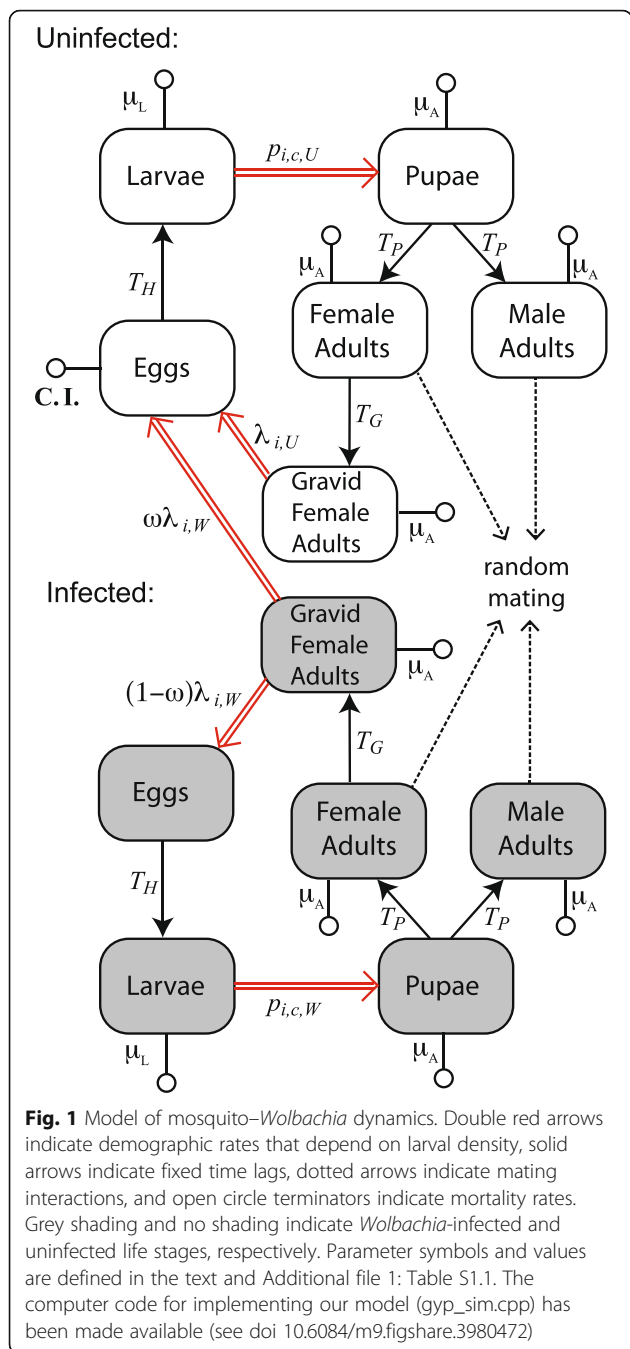 Uninfected:
μL
μA
Larvae
pi,c,U
Pupae
TH
μA
TP
TP
μA
Female
Adults
Male
Adults
Eggs
C.I.
TG
λi,U
Gravid
Female
Adults
μA
ωλi,W
random
mating
Infected:
Gravid
Female
Adults
μA
(1−ω)λi,W
TG
Eggs
Female
Adults
Male
Adults
TH
μA
TP
TP
μA
Larvae
pi,c,W
Pupae
μL
μA
Fig. 1 Model of mosquito–Wolbachia dynamics. Double red arrows
indicate demographic rates that depend on larval density, solid
arrows indicate fixed time lags, dotted arrows indicate mating
interactions, and open circle terminators indicate mortality rates.
Grey shading and no shading indicate Wolbachia-infected and
uninfected life stages, respectively. Parameter symbols and values
are defined in the text and Additional file 1: Table S1.1. The
computer code for implementing our model (gyp_sim.cpp) has
been made available (see doi 10.6084/m9.figshare.3980472)